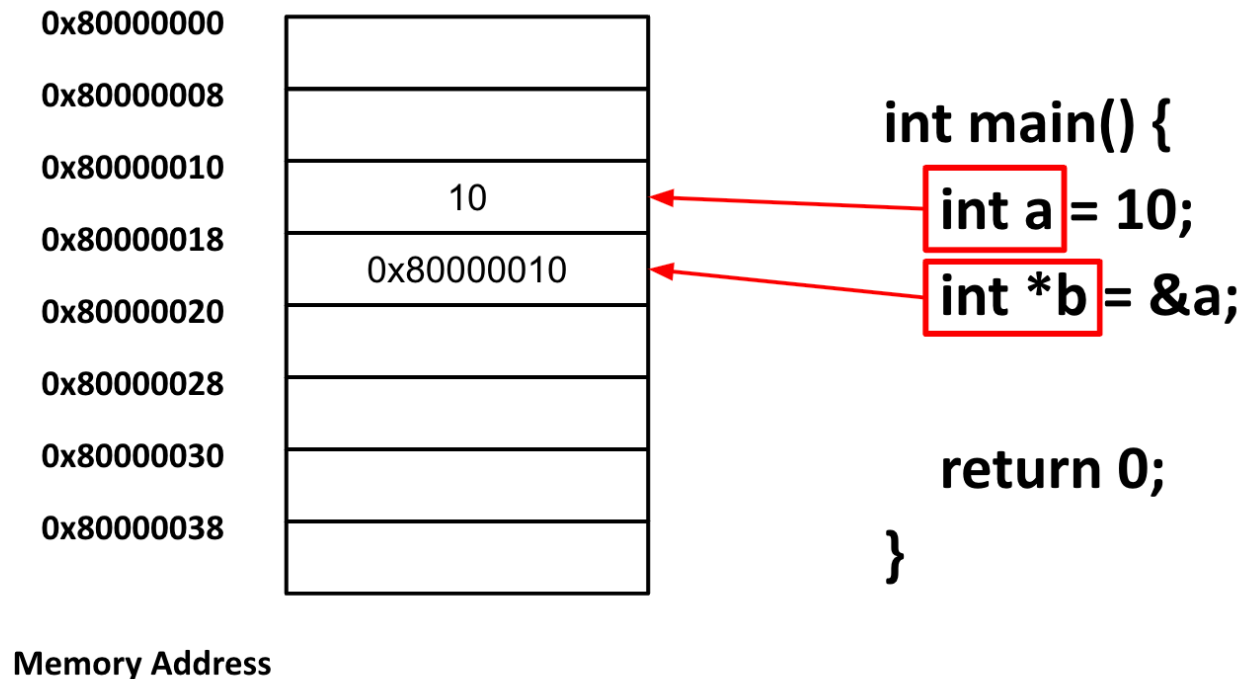 0x80000000
0x80000008
0x80000010
0x80000018
0x80000020
0x80000028
0x80000030
0x80000038
Memory Address
10
0x80000010
int main() {
int a = 10;
int *b = &a;
return 0;
}